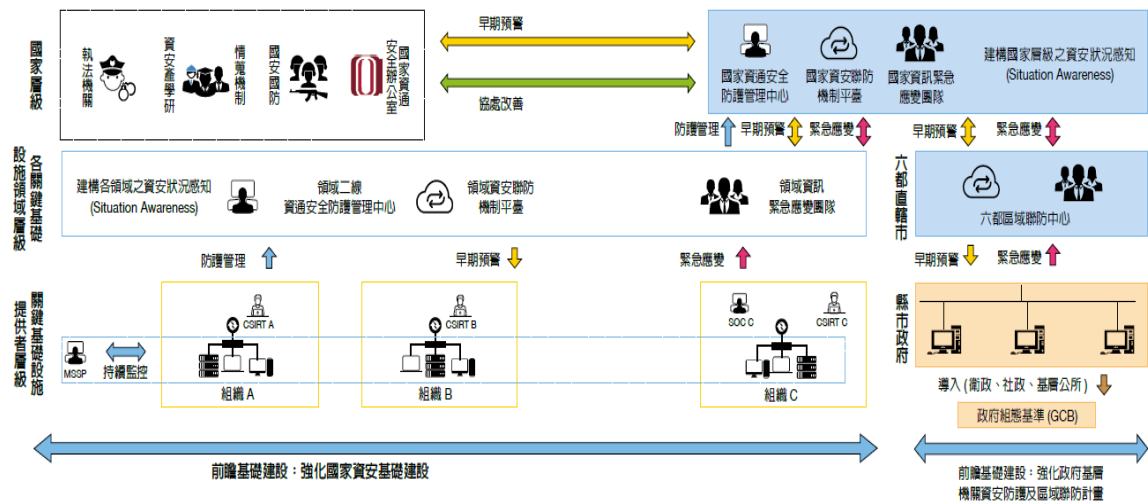 國家層級
執法機關
資安產學研
情蒐機制
國安國防
國家資通
安全辦公室
早期預警
協處改善
國家資通安全
防護管理中心
國家資安聯防
機制平臺
國家資訊緊急
應變團隊
建構國家層級之資安狀況感知
(Situation Awareness)
防護管理
早期預警
緊急應變
早期預警
緊急應變
各關鍵基礎
設施領域層級
建構各領域之資安狀況感知
(Situation Awareness)
領域二線
資通安全防護管理中心
領域資安聯防
機制平臺
領域資訊
緊急應變團隊
六都直轄市
六都區域聯防中心
防護管理
早期預警
緊急應變
早期預警
緊急應變
關鍵基礎設施
提供者層級
MSSP
持續監控
CSIRT A
組織 A
CSIRT B
組織 B
SOC C
CSIRT C
組織 C
縣市政府
導入 (衛政、社政、基層公所)
政府組態基準 (GCB)
前瞻基礎建設：強化國家資安基礎建設
前瞻基礎建設：強化政府基層
機關資安防護及區域聯防計畫